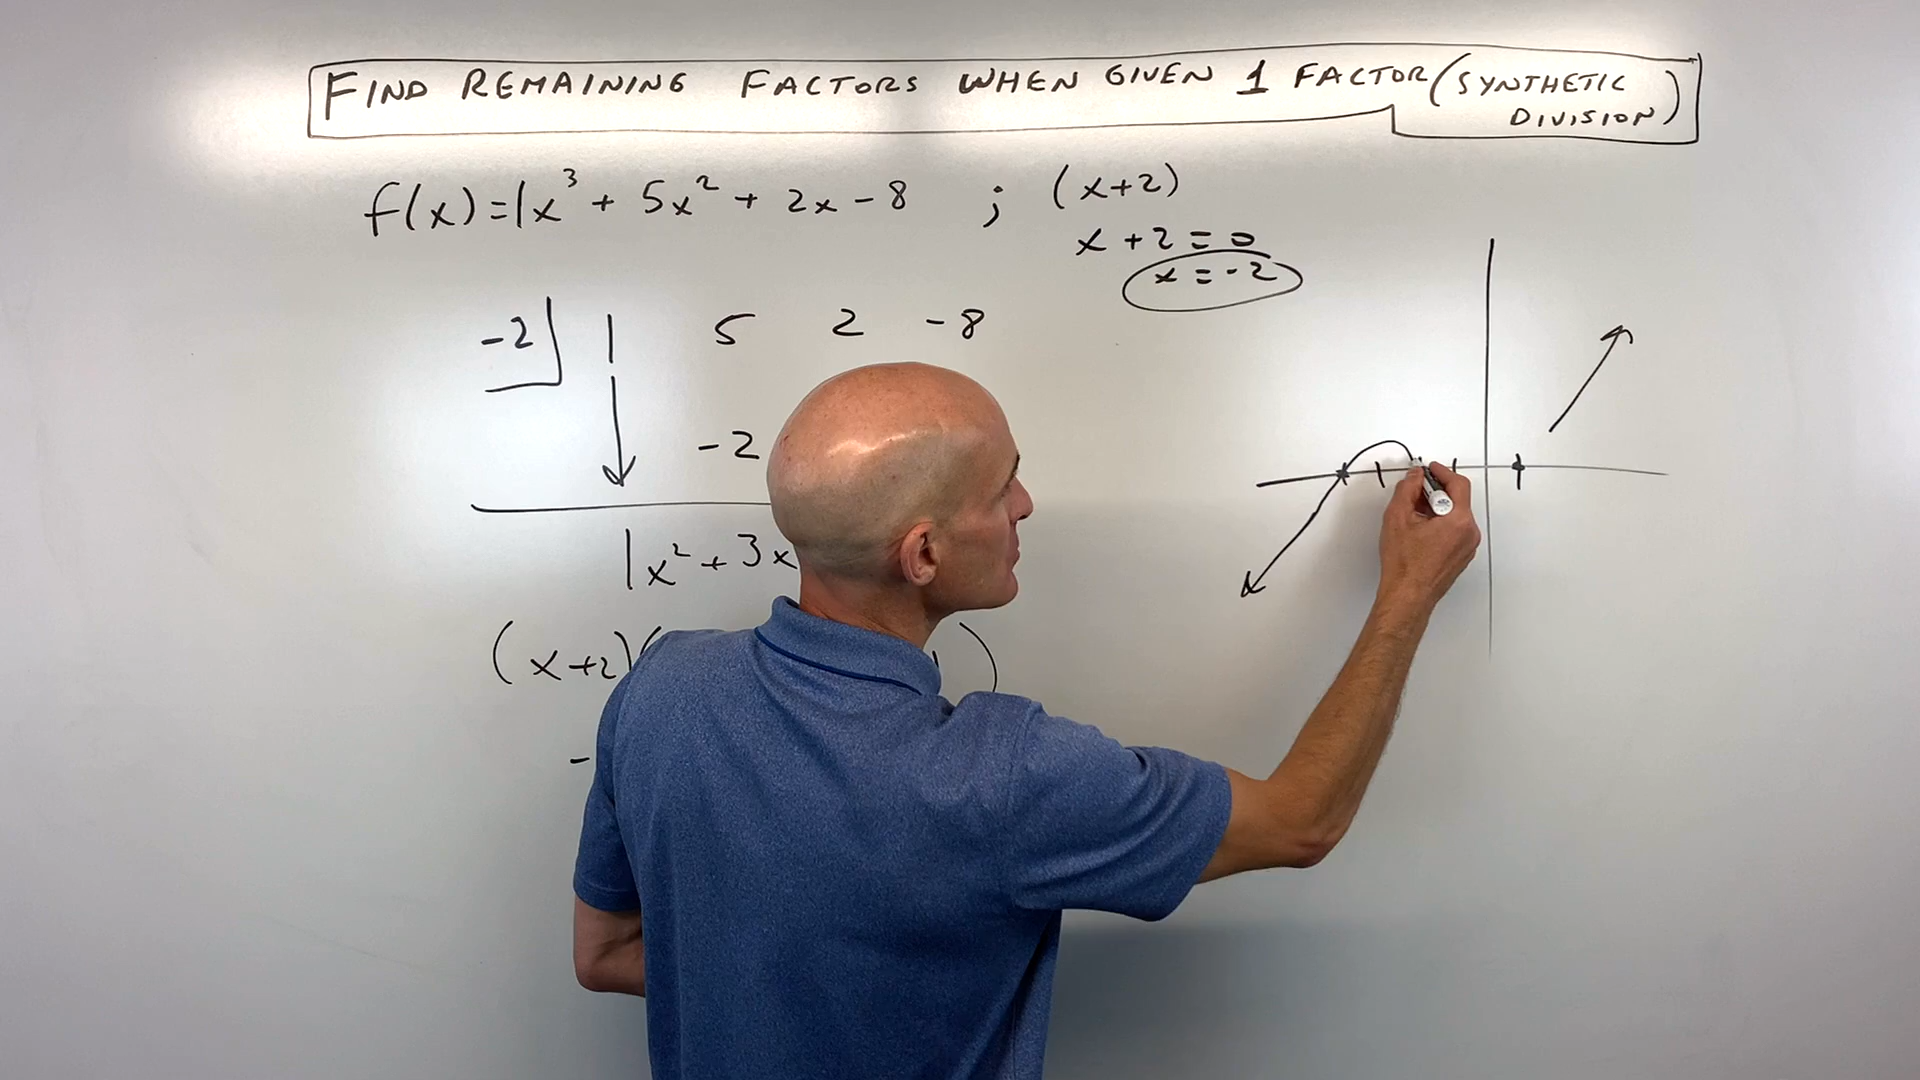 FIND REMAINING FACTORS WHEN GIVEN 1 FACTOR (SYNTHETIC DIVISION)
f(x) = 1x³ + 5x² + 2x - 8 ; (x+2)
x + 2 = 0
x = -2
-2 1 5 2 -8
-2
1x² + 3x
(x+2)( )
-